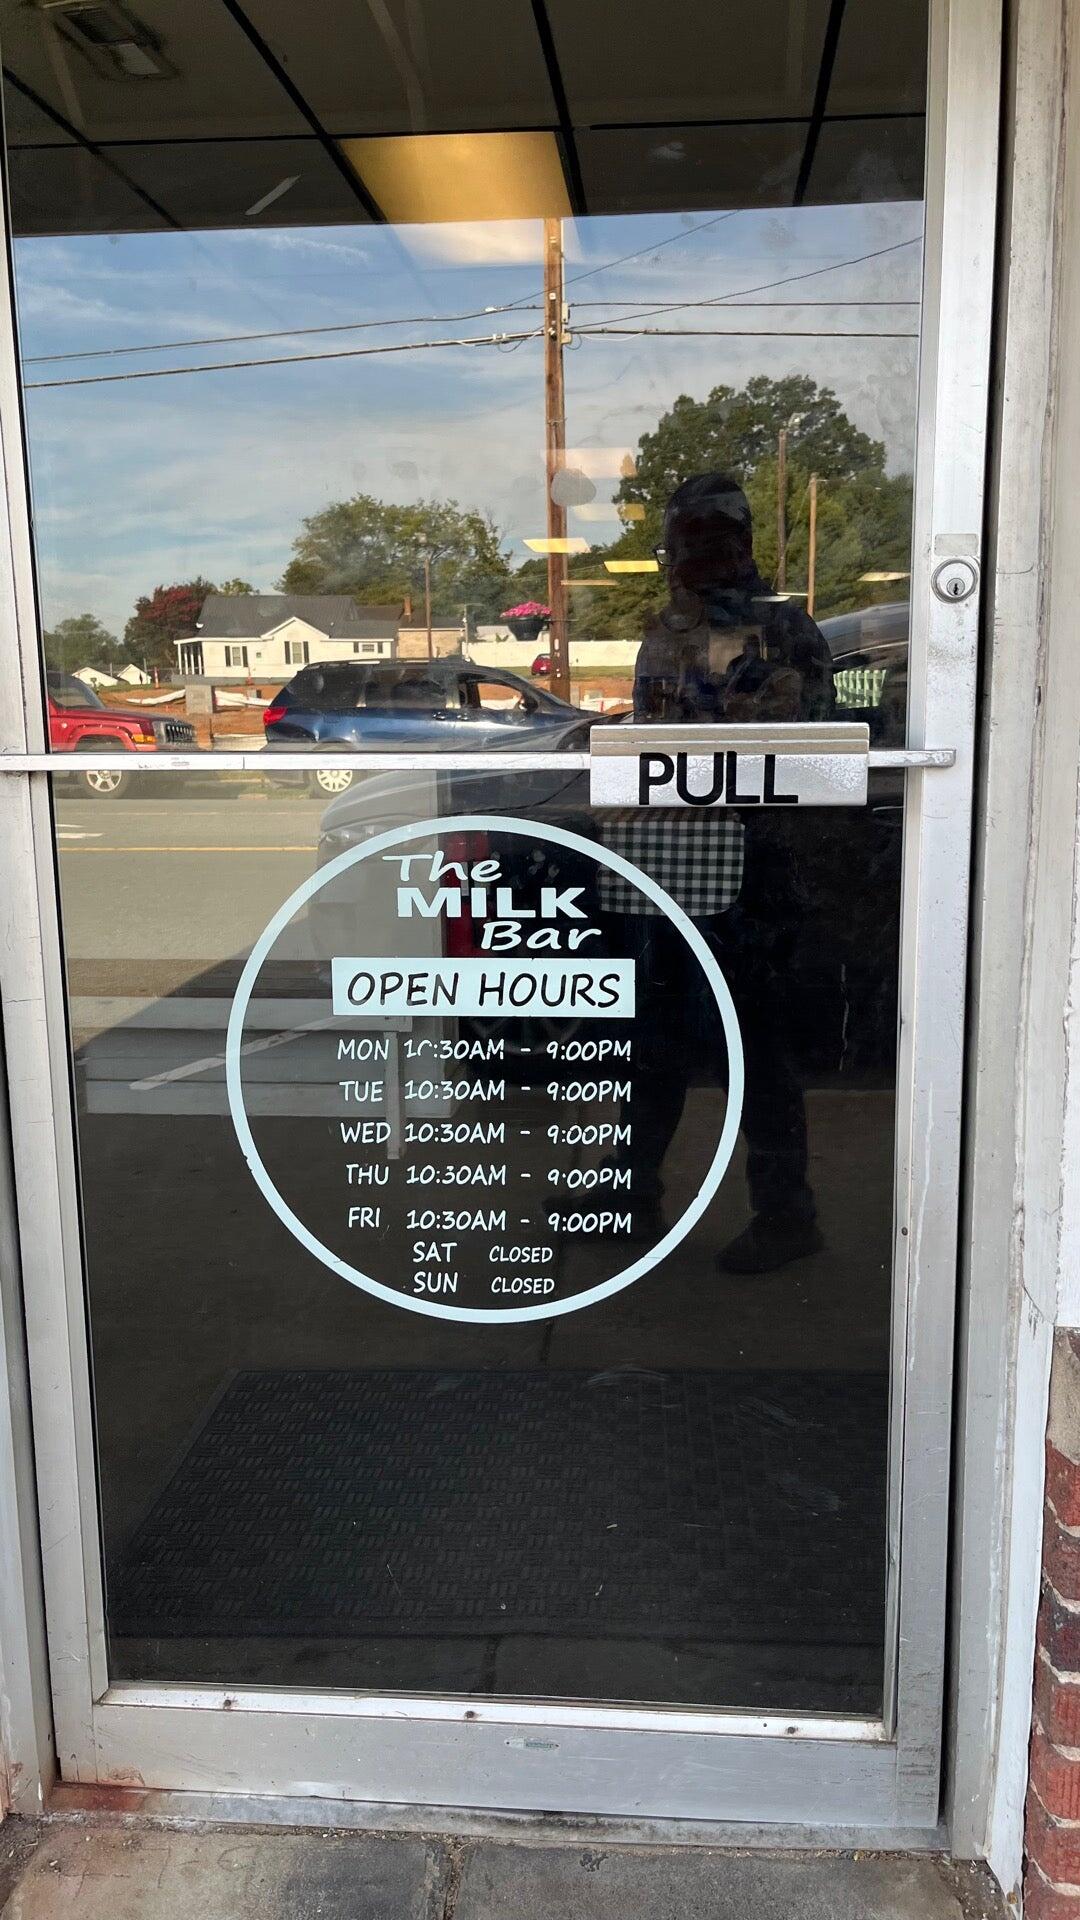 PULL
The
MILK
Bar
OPEN HOURS
MON 10:30AM - 9:00PM
TUE 10:30AM - 9:00PM
WED 10:30AM - 9:00PM
THU 10:30AM - 9:00PM
FRI 10:30AM - 9:00PM
SAT CLOSED
SUN CLOSED